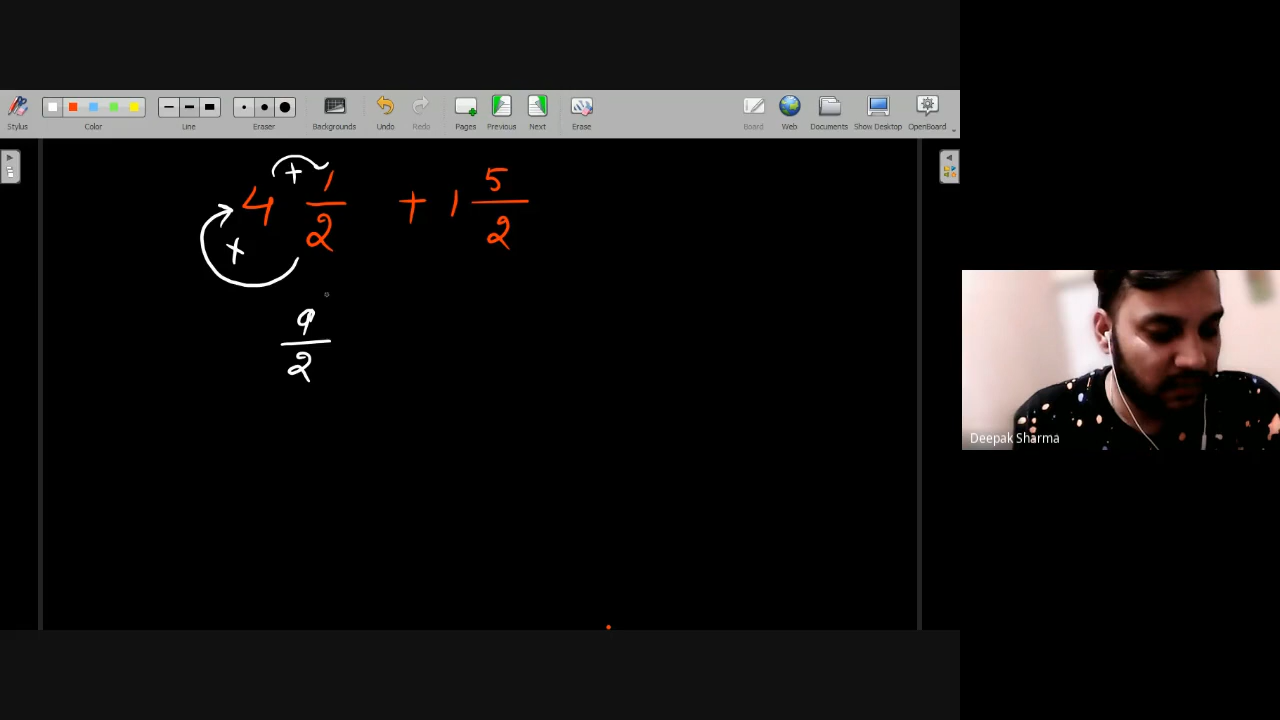 Stylus Color Line Eraser Backgrounds Undo Redo Pages Previous Next Erase Board Web Documents Show Desktop OpenBoard
+
4 1/2 + 1 5/2
×
9/2
Deepak Sharma